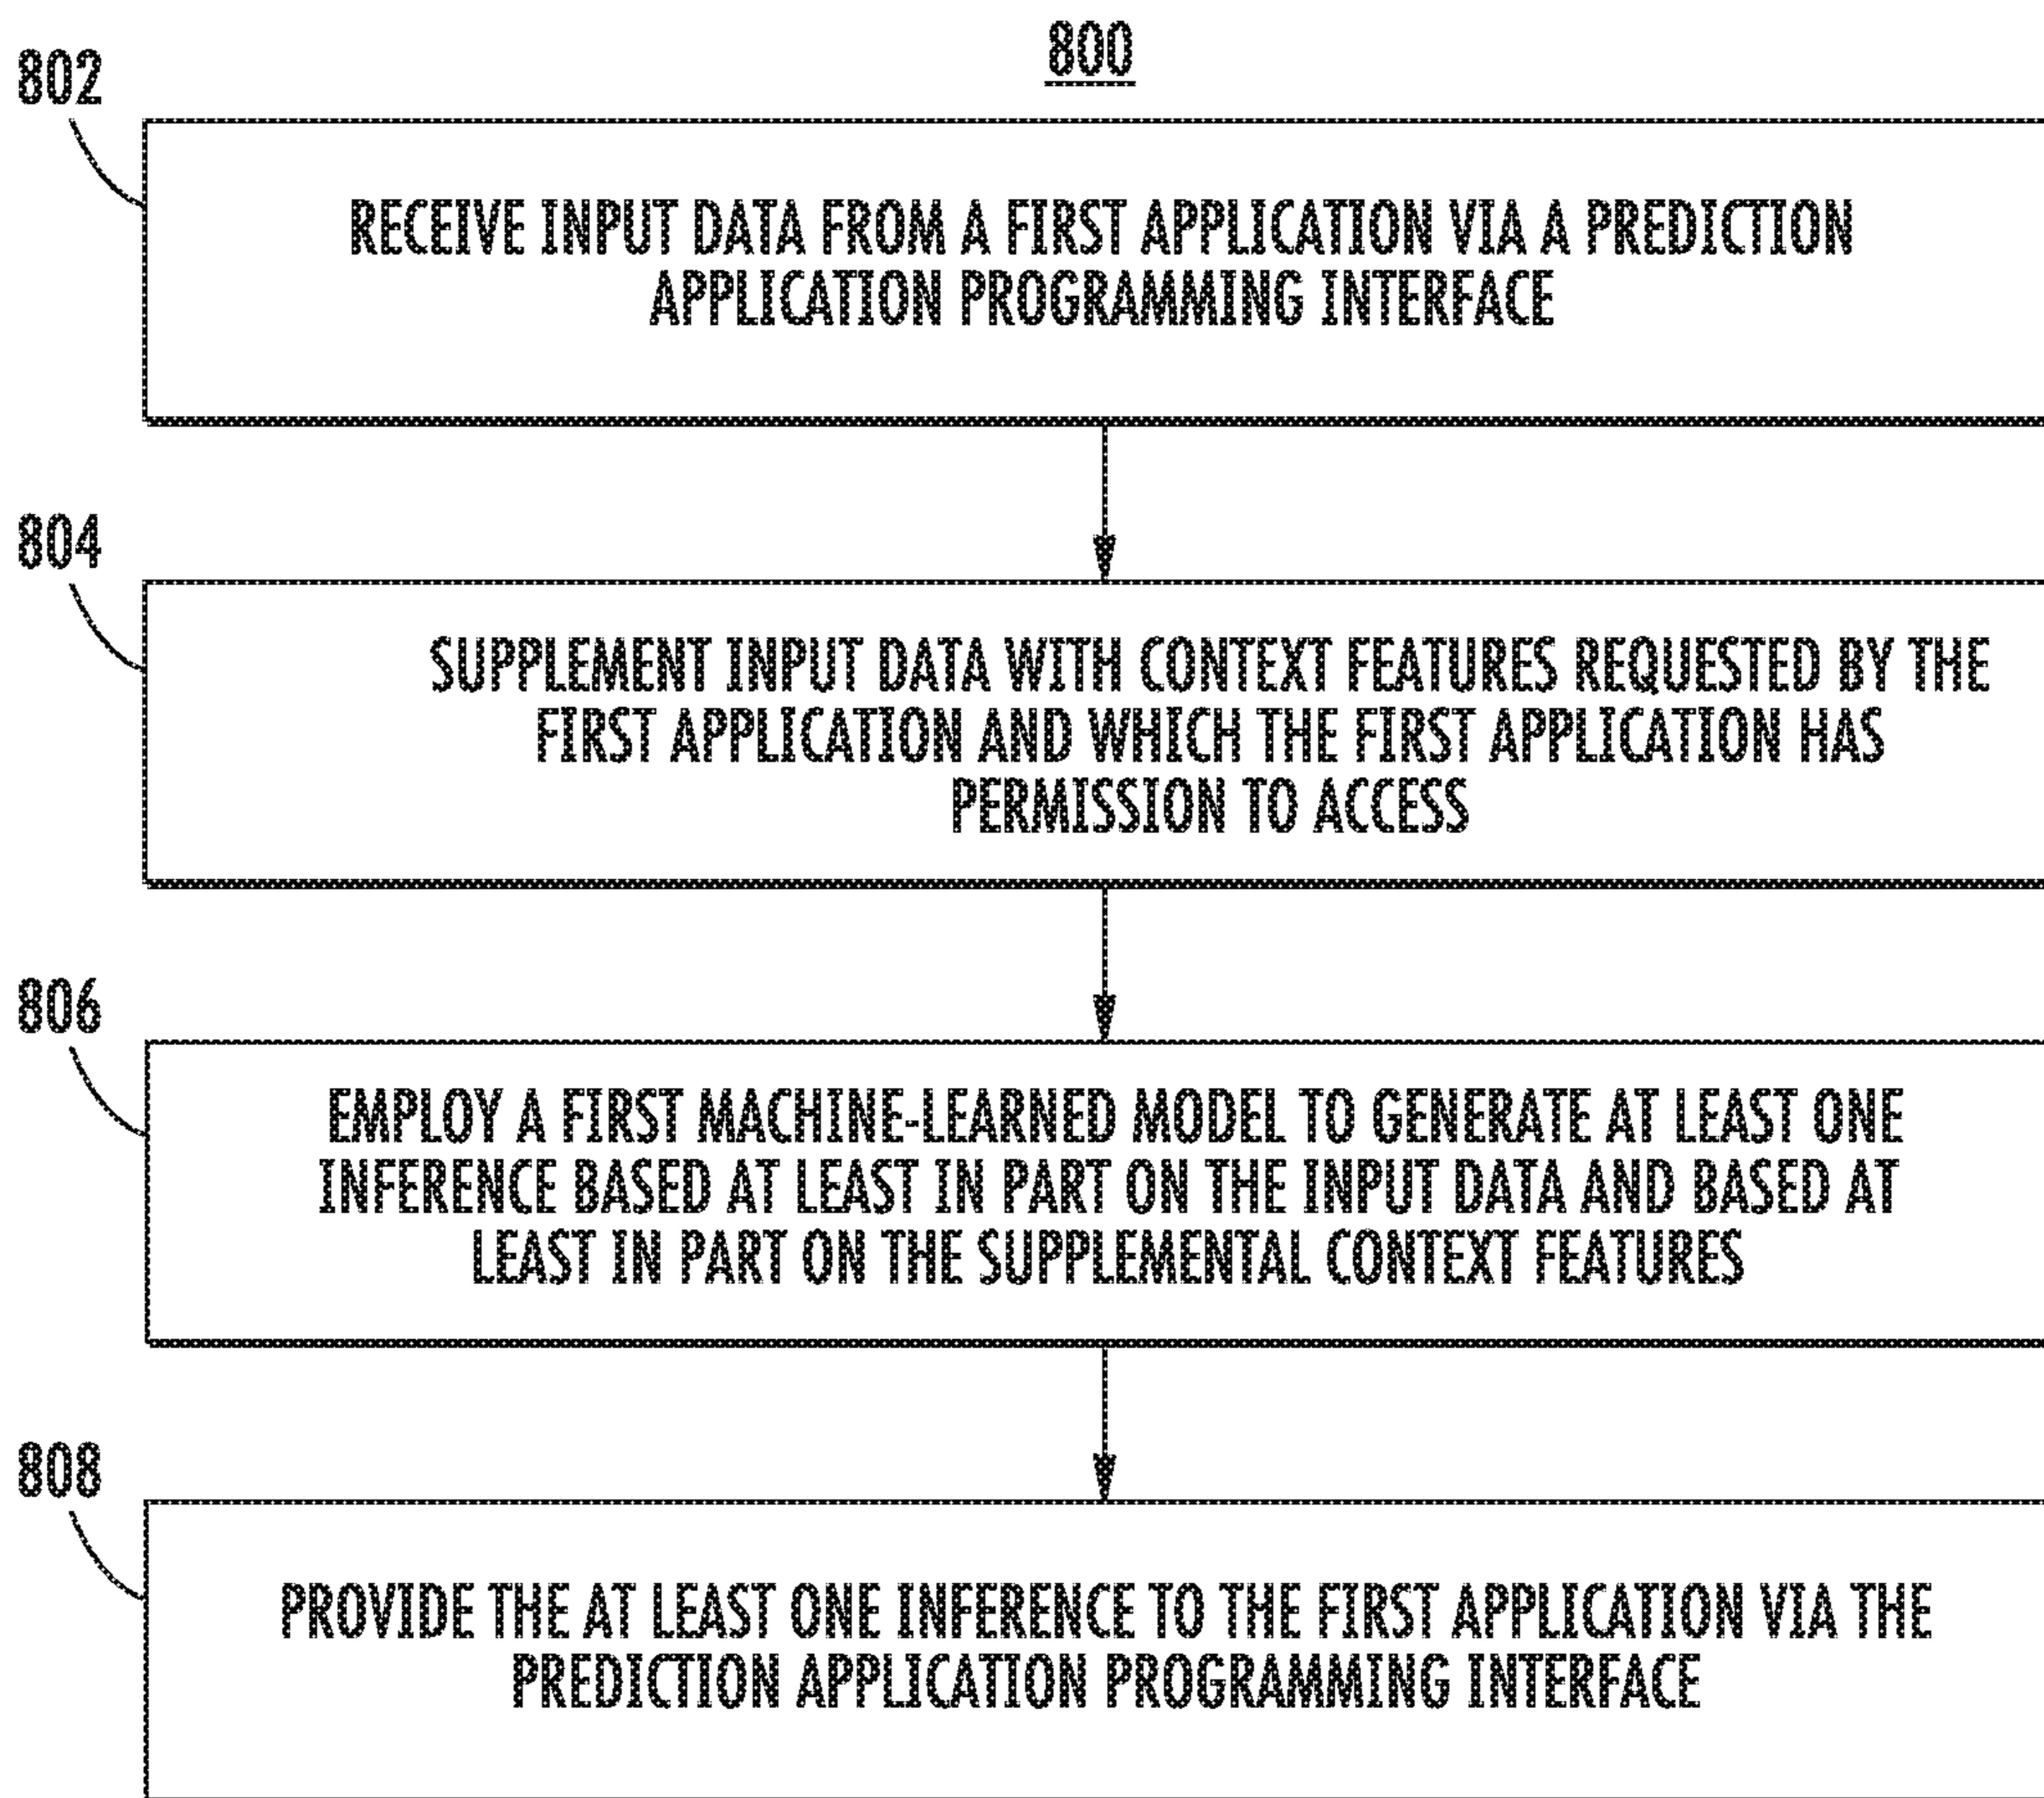 800
802
RECEIVE INPUT DATA FROM A FIRST APPLICATION VIA A PREDICTION
APPLICATION PROGRAMMING INTERFACE
804
SUPPLEMENT INPUT DATA WITH CONTEXT FEATURES REQUESTED BY THE
FIRST APPLICATION AND WHICH THE FIRST APPLICATION HAS
PERMISSION TO ACCESS
806
EMPLOY A FIRST MACHINE-LEARNED MODEL TO GENERATE AT LEAST ONE
INFERENCE BASED AT LEAST IN PART ON THE INPUT DATA AND BASED AT
LEAST IN PART ON THE SUPPLEMENTAL CONTEXT FEATURES
808
PROVIDE THE AT LEAST ONE INFERENCE TO THE FIRST APPLICATION VIA THE
PREDICTION APPLICATION PROGRAMMING INTERFACE